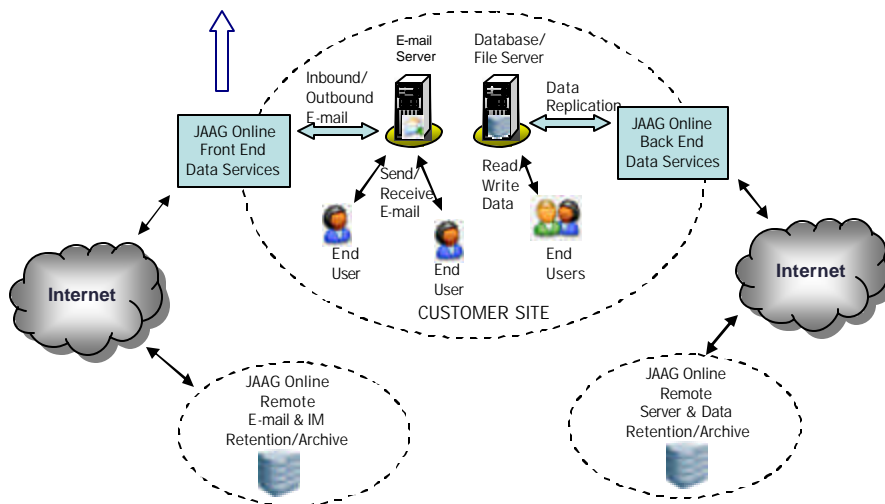 E-mail
Server
Database/
File Server
Inbound/
Outbound
E-mail
Data
Replication
JAAG Online
Front End
Data Services
JAAG Online
Back End
Data Services
Send/
Receive
E-mail
Read/
Write
Data
End
User
End
User
End
Users
CUSTOMER SITE
Internet
Internet
JAAG Online
Remote
E-mail & IM
Retention/Archive
JAAG Online
Remote
Server & Data
Retention/Archive